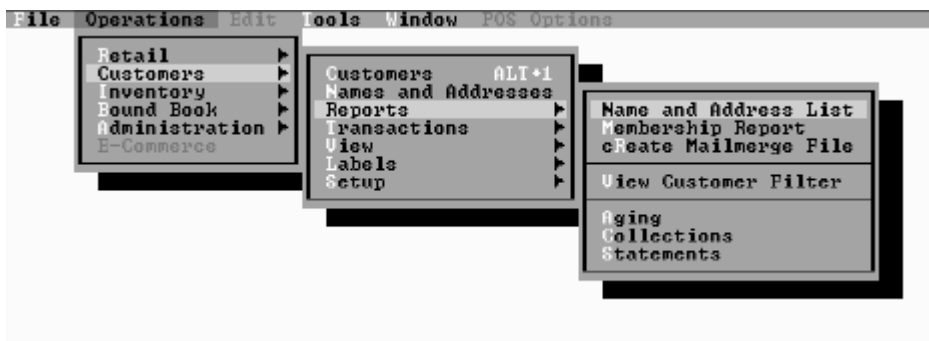 File Operations Edit Tools Window POS Options
Retail
Customers
Inventory
Bound Book
Administration
E-Commerce
Customers ALT+1
Names and Addresses
Reports
Transactions
View
Labels
Setup
Name and Address List
Membership Report
cReate Mailmerge File
View Customer Filter
Aging
Collections
Statements